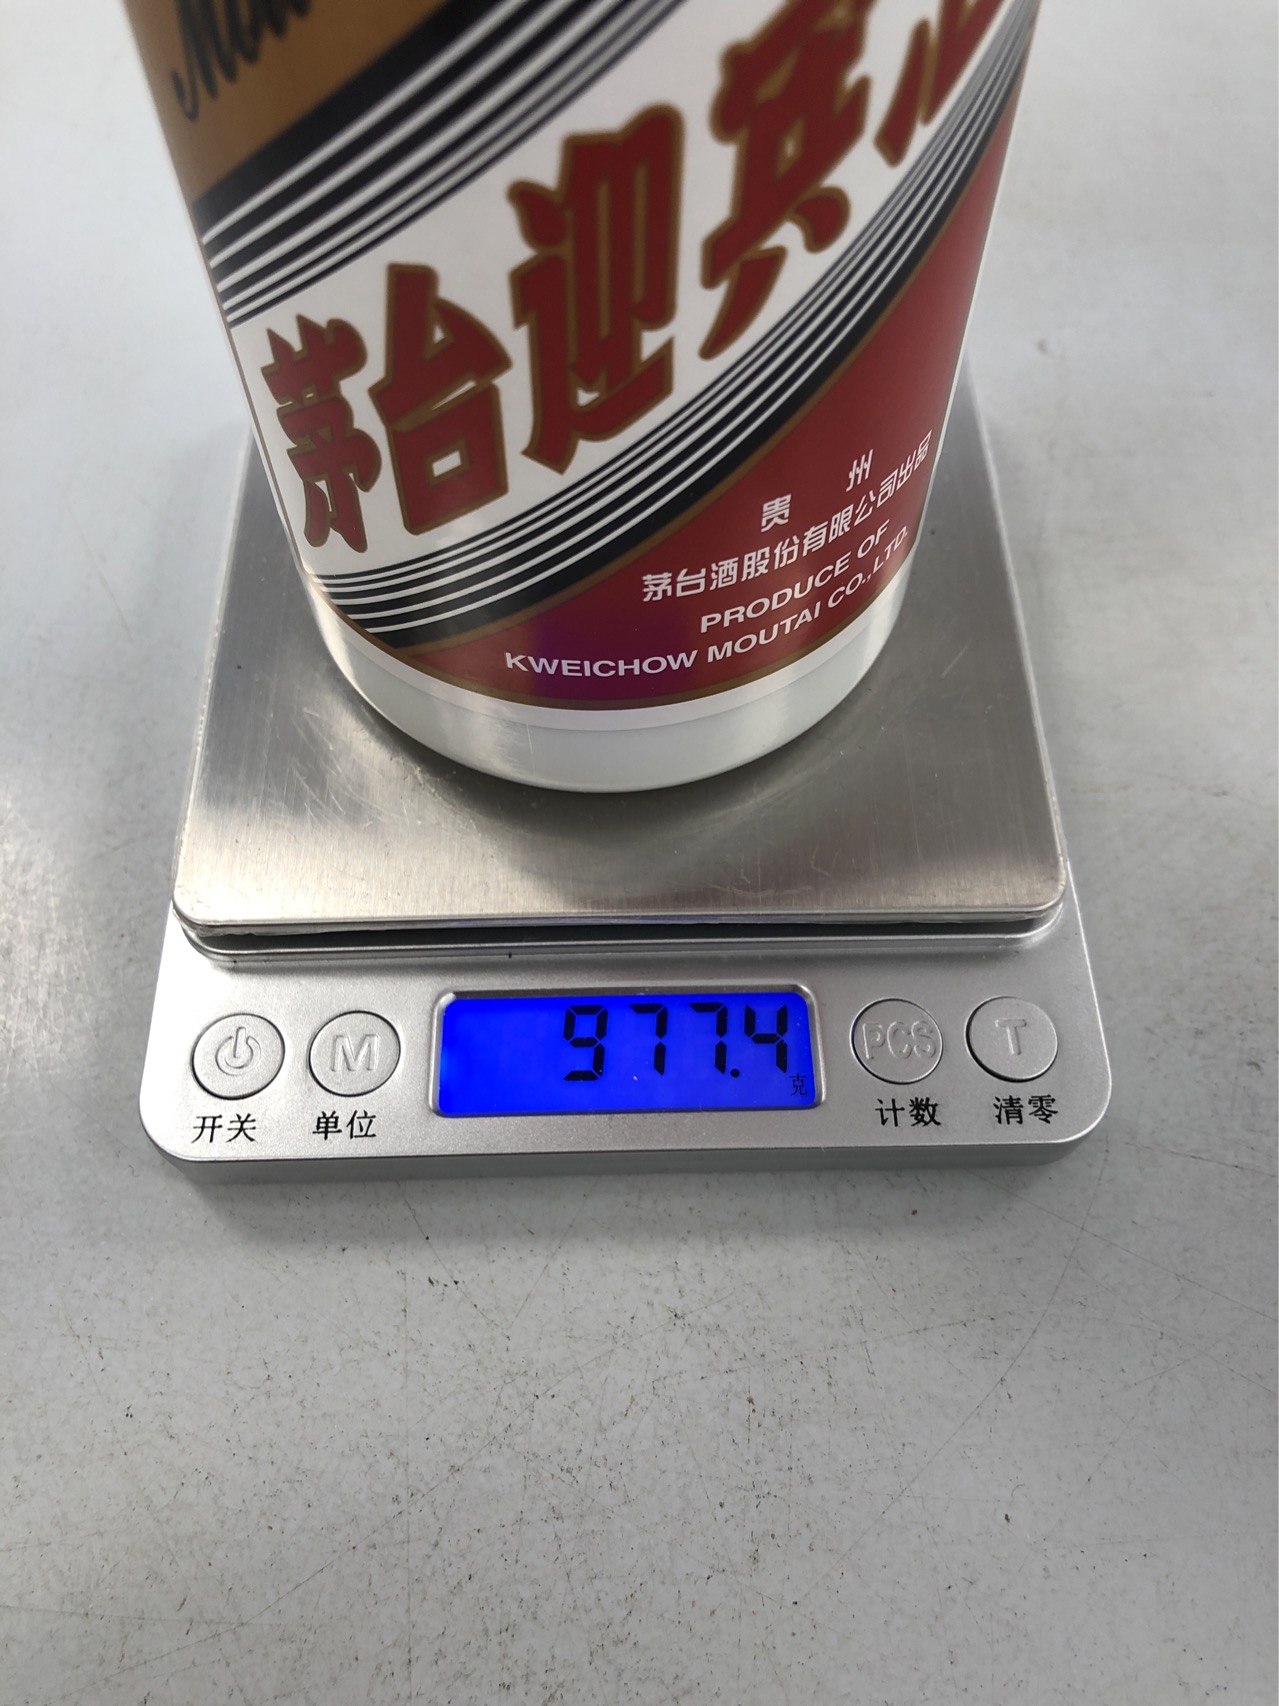 茅台迎宾
贵 州
茅台酒股份有限公司出品
PRODUCE OF
KWEICHOW MOUTAI CO.,LTD.
977.4
克
M PCS T
开关 单位 计数 清零